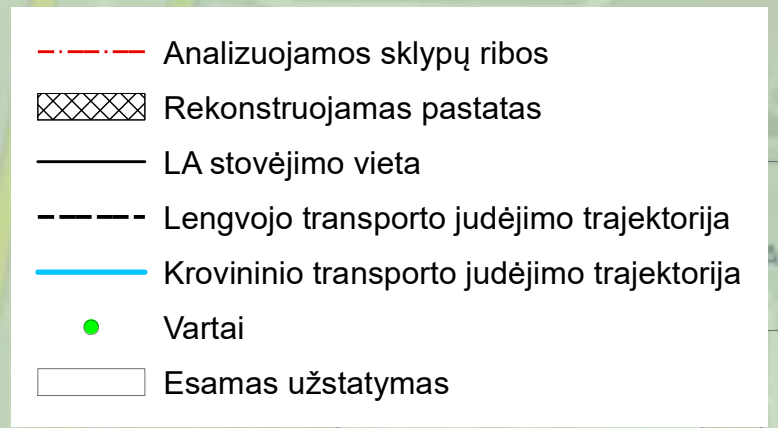 Analizuojamos sklypų ribos
Rekonstruojamas pastatas
LA stovėjimo vieta
Lengvojo transporto judėjimo trajektorija
Krovininio transporto judėjimo trajektorija
Vartai
Esamas užstatymas